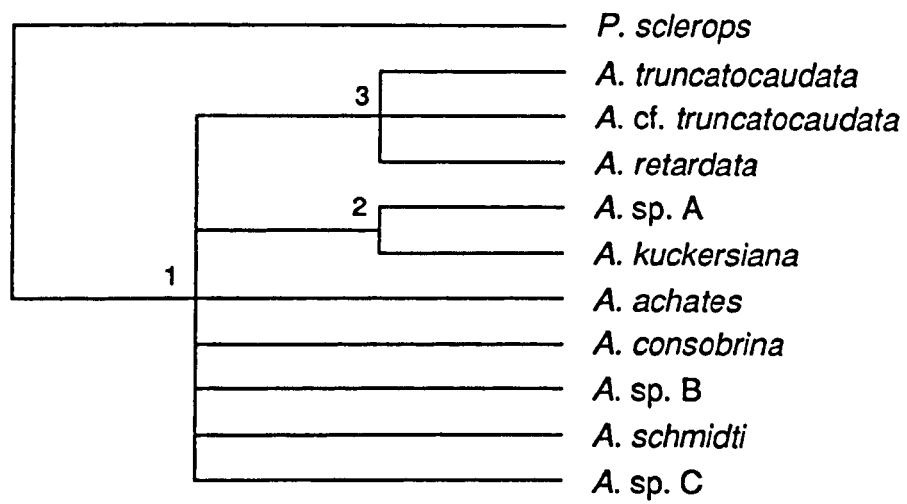 P. sclerops
A. truncatocaudata
3
A. cf. truncatocaudata
A. retardata
2
A. sp. A
A. kuckersiana
1
A. achates
A. consobrina
A. sp. B
A. schmidti
A. sp. C